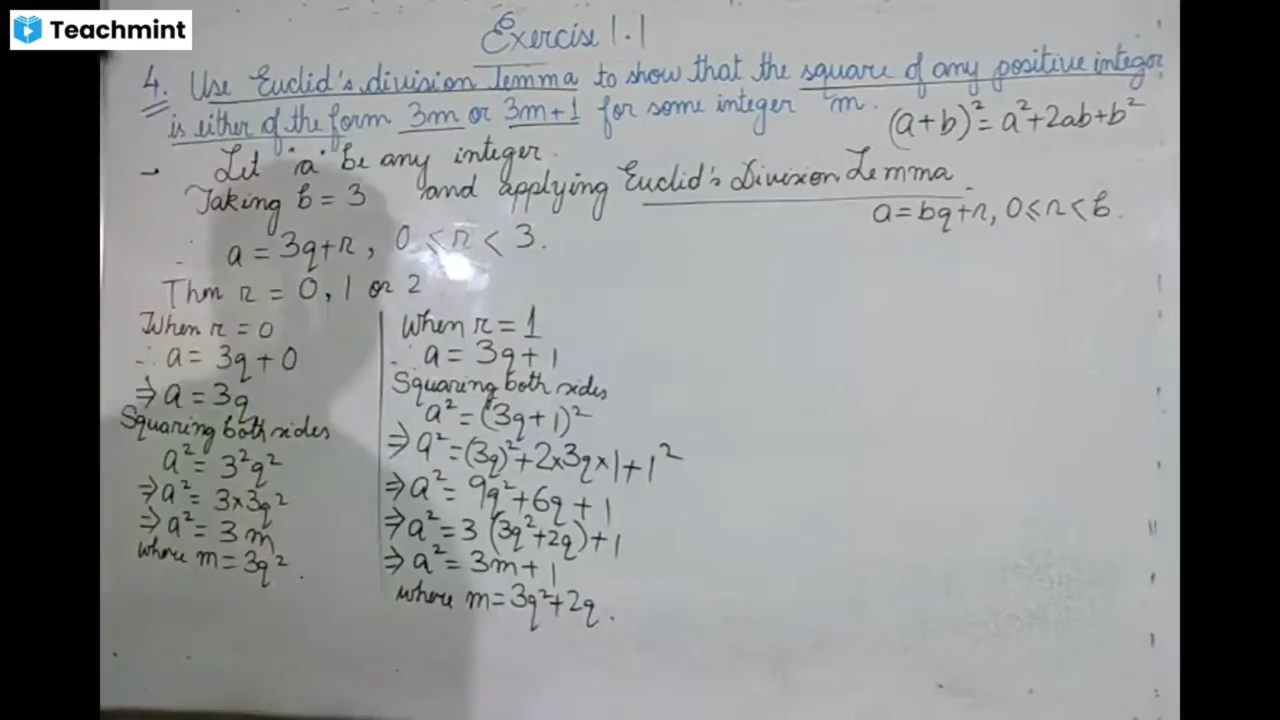 Teachmint
Exercise 1.1
4. Use Euclid's division lemma to show that the square of any positive integer
is either of the form 3m or 3m+1 for some integer 'm.
(a+b)²=a²+2ab+b²
→ Let 'a' be any integer.
Taking b = 3 and applying Euclid's Division Lemma
a=bq+r, 0≤r<b.
∴ a = 3q+r, 0 ≤ r < 3.
Then r = 0, 1 or 2
When r = 0
∴ a = 3q + 0
⇒ a = 3q
Squaring both sides
a² = 3²q²
⇒ a² = 3×3q²
⇒ a² = 3m
where m = 3q².
When r = 1
∴ a = 3q+1
Squaring both sides
a² = (3q+1)²
⇒ a² = (3q)²+2×3q×1+1²
⇒ a² = 9q²+6q+1
⇒ a² = 3(3q²+2q)+1
⇒ a² = 3m+1
where m=3q²+2q.